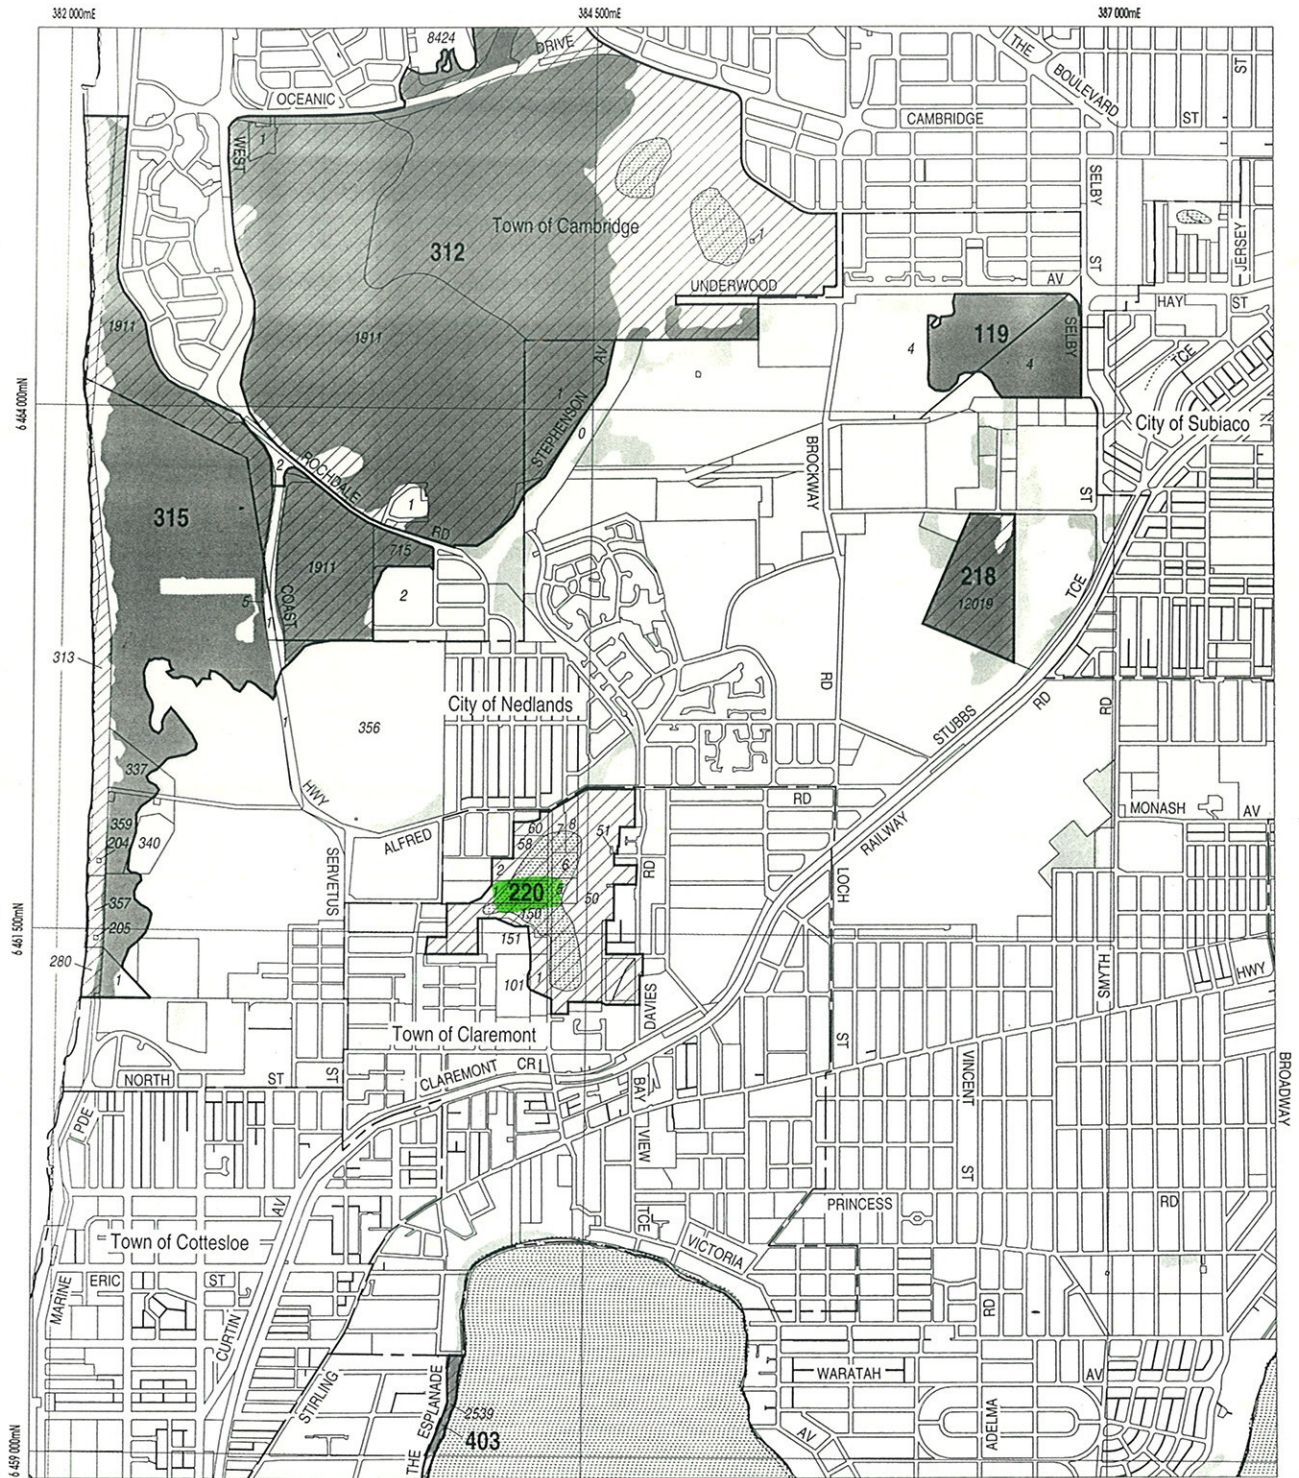 382 000mE
384 500mE
387 000mE
8424
DRIVE
THE
BOULEVARD
ST
OCEANIC
CAMBRIDGE
ST
WEST
1
SELBY
ST
Town of Cambridge
312
1
JERSEY
UNDERWOOD
AV
HAY
ST
1911
1911
119
4
4
SELBY
TCE
AV
1
6 464 000mN
STEPHENSON
0
City of Subiaco
BROCKWAY
2
ROCHDALE
1
RD
ST
315
715
1911
2
218
12019
TCE
5
1
COAST
313
RD
STUBBS
RD
RD
City of Nedlands
1
356
337
HWY
RD
MONASH
AV
359
204
340
ALFRED
60
7
8
58
51
RAILWAY
2
6
RD
LOCH
SERVETUS
220
50
150
357
205
151
6 461 500mN
280
1
101
1
SMYTH
HWY
DAVIES
Town of Claremont
ST
NORTH
ST
ST
CLAREMONT
CR
BAY
VIEW
TCE
VINCENT
ST
BROADWAY
PDE
AV
PRINCESS
RD
Town of Cottesloe
VICTORIA
MARINE
ERIC
ST
CURTIN
RD
STIRLING
WARATAH
AV
THE ESPLANADE
2539
403
AV
ADELMA
6 459 000mN